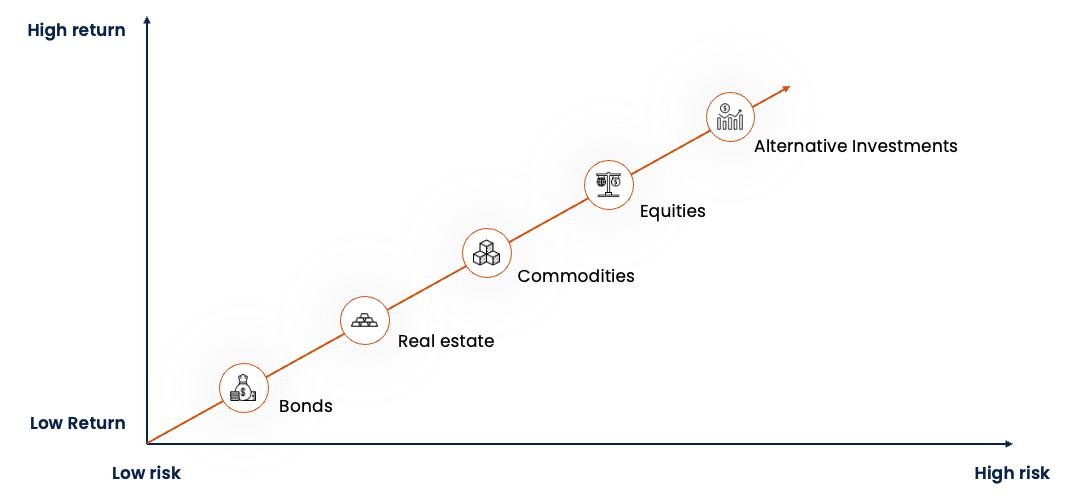 High return
Alternative Investments
Equities
Commodities
Real estate
Bonds
Low Return
Low risk
High risk